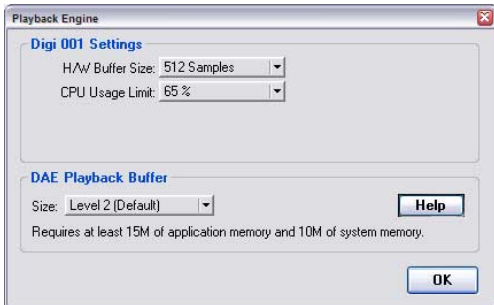 Playback Engine
Digi 001 Settings
H/W Buffer Size: 512 Samples
CPU Usage Limit: 65 %
DAE Playback Buffer
Size: Level 2 (Default)
Help
Requires at least 15M of application memory and 10M of system memory.
OK